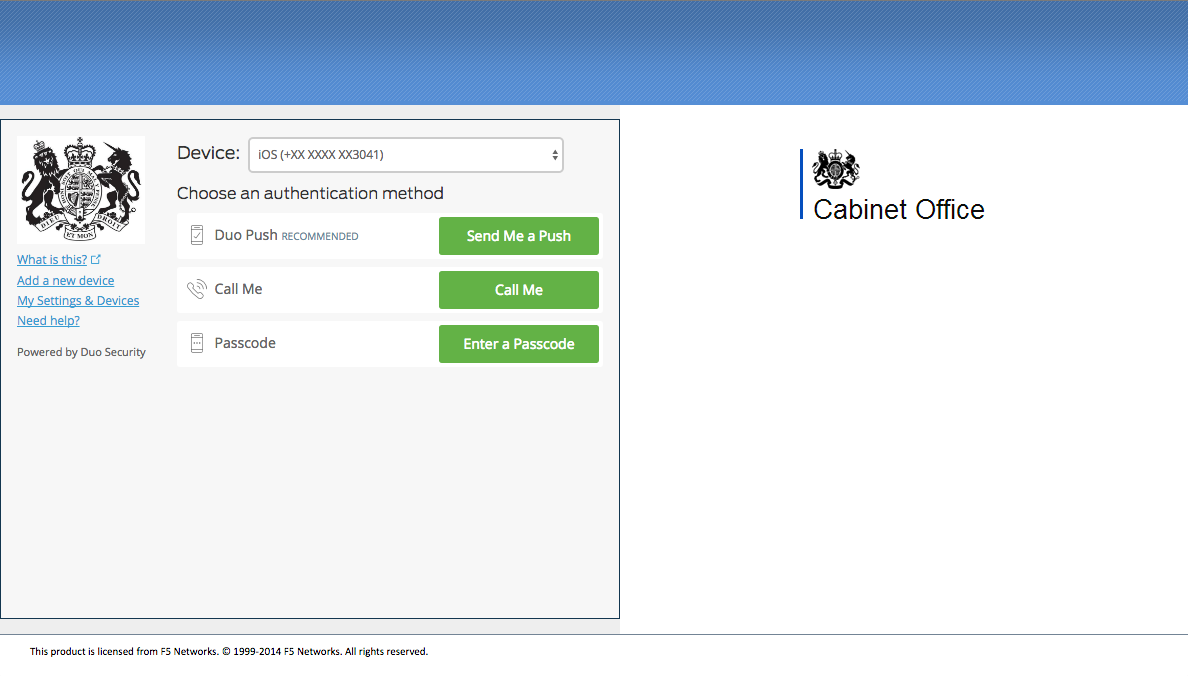 Device: iOS (+XX XXXX XX3041)
Choose an authentication method
Duo Push RECOMMENDED
Send Me a Push
Call Me
Call Me
Passcode
Enter a Passcode
DIEU ET MON DROIT
What is this?
Add a new device
My Settings & Devices
Need help?
Powered by Duo Security
Cabinet Office
This product is licensed from F5 Networks. © 1999-2014 F5 Networks. All rights reserved.